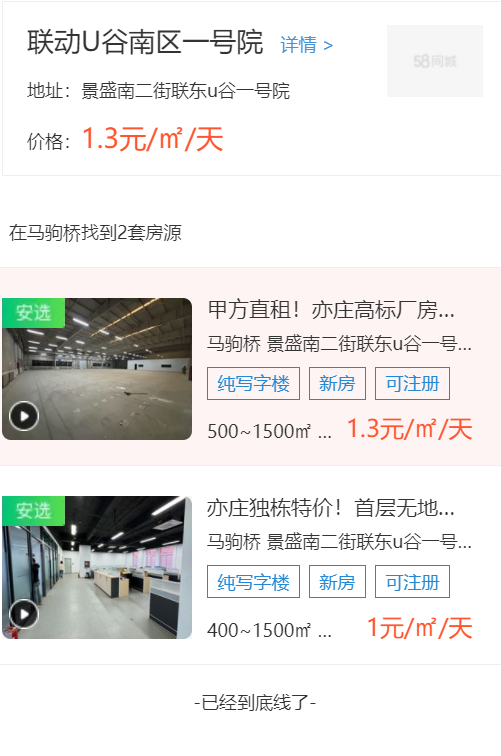 联动U谷南区一号院 详情 >
58同城
地址：景盛南二街联东u谷一号院
价格：1.3元/㎡/天
在马驹桥找到2套房源
安选
甲方直租！亦庄高标厂房...
马驹桥 景盛南二街联东u谷一号...
纯写字楼 新房 可注册
500~1500㎡ ... 1.3元/㎡/天
安选
亦庄独栋特价！首层无地...
马驹桥 景盛南二街联东u谷一号...
纯写字楼 新房 可注册
400~1500㎡ ... 1元/㎡/天
-已经到底线了-